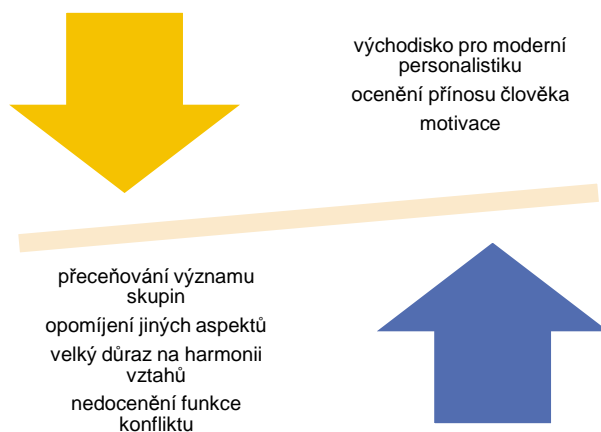 východisko pro moderní
personalistiku
ocenění přínosu člověka
motivace
přeceňování významu
skupin
opomíjení jiných aspektů
velký důraz na harmonii
vztahů
nedocenění funkce
konfliktu